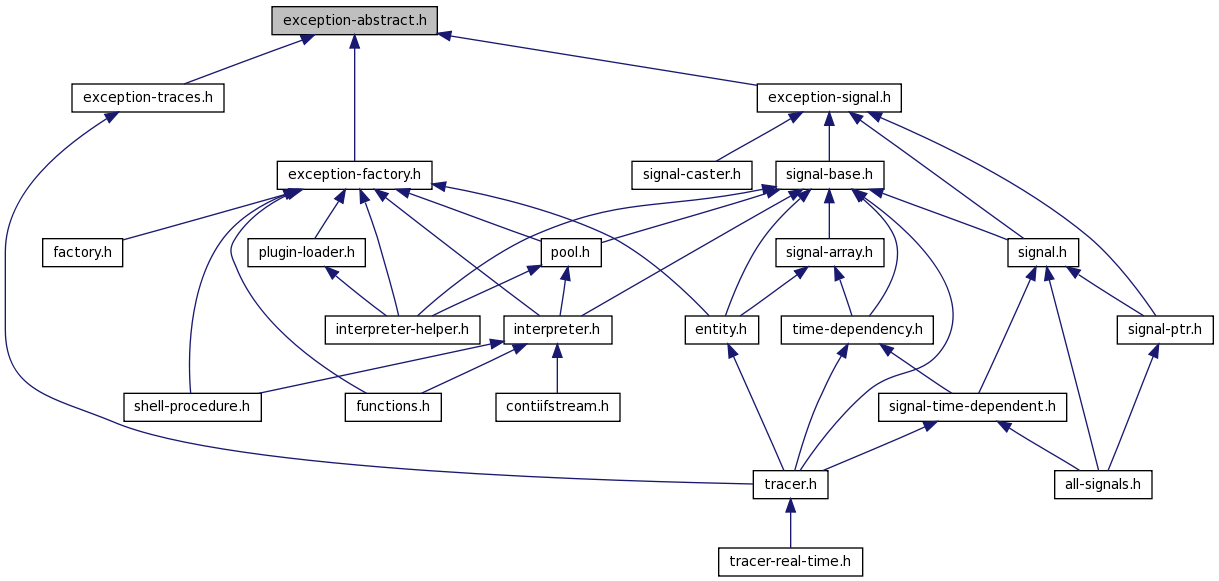 exception-abstract.h
exception-traces.h
exception-signal.h
exception-factory.h
signal-caster.h
signal-base.h
factory.h
plugin-loader.h
pool.h
signal-array.h
signal.h
interpreter-helper.h
interpreter.h
entity.h
time-dependency.h
signal-ptr.h
shell-procedure.h
functions.h
contiifstream.h
signal-time-dependent.h
tracer.h
all-signals.h
tracer-real-time.h